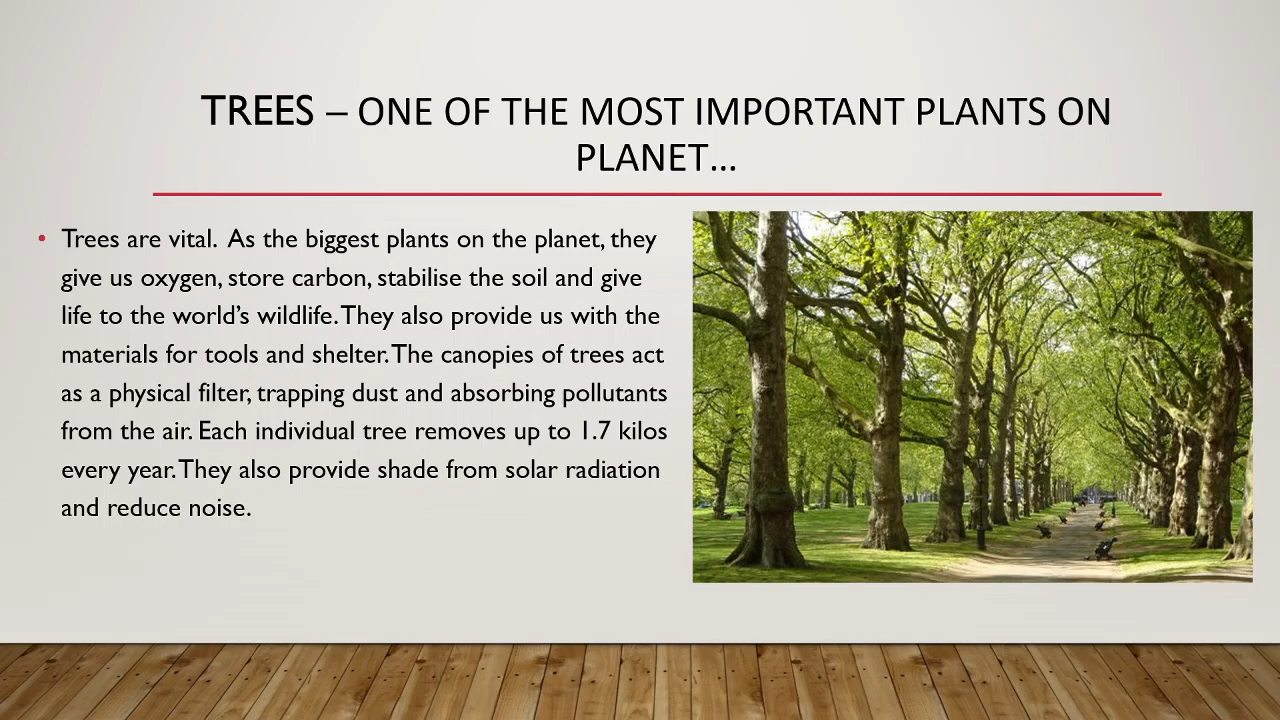 TREES – ONE OF THE MOST IMPORTANT PLANTS ON
PLANET...
• Trees are vital.  As the biggest plants on the planet, they
give us oxygen, store carbon, stabilise the soil and give
life to the world’s wildlife. They also provide us with the
materials for tools and shelter. The canopies of trees act
as a physical filter, trapping dust and absorbing pollutants
from the air. Each individual tree removes up to 1.7 kilos
every year. They also provide shade from solar radiation
and reduce noise.